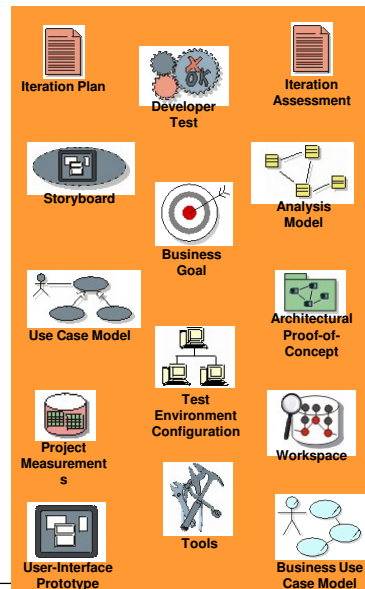 Iteration Plan
Developer
Test
Iteration
Assessment
Storyboard
Business
Goal
Analysis
Model
Use Case Model
Test
Environment
Configuration
Architectural
Proof-of-
Concept
Project
Measurement
s
Workspace
Tools
User-Interface
Prototype
Business Use
Case Model
OK